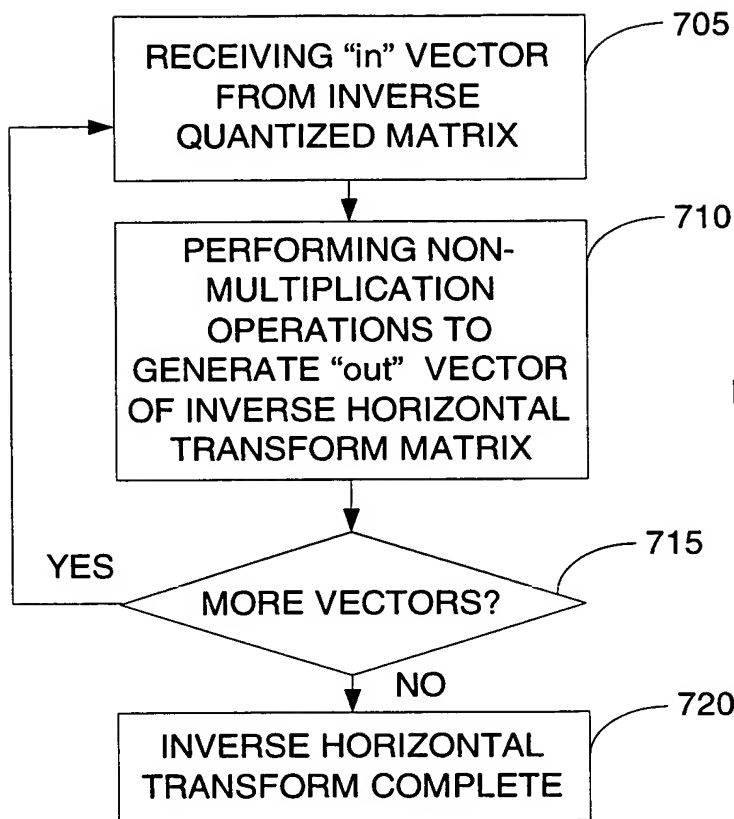 705
RECEIVING “in” VECTOR
FROM INVERSE
QUANTIZED MATRIX
710
PERFORMING NON-
MULTIPLICATION
OPERATIONS TO
GENERATE “out” VECTOR
OF INVERSE HORIZONTAL
TRANSFORM MATRIX
715
YES
MORE VECTORS?
NO
720
INVERSE HORIZONTAL
TRANSFORM COMPLETE